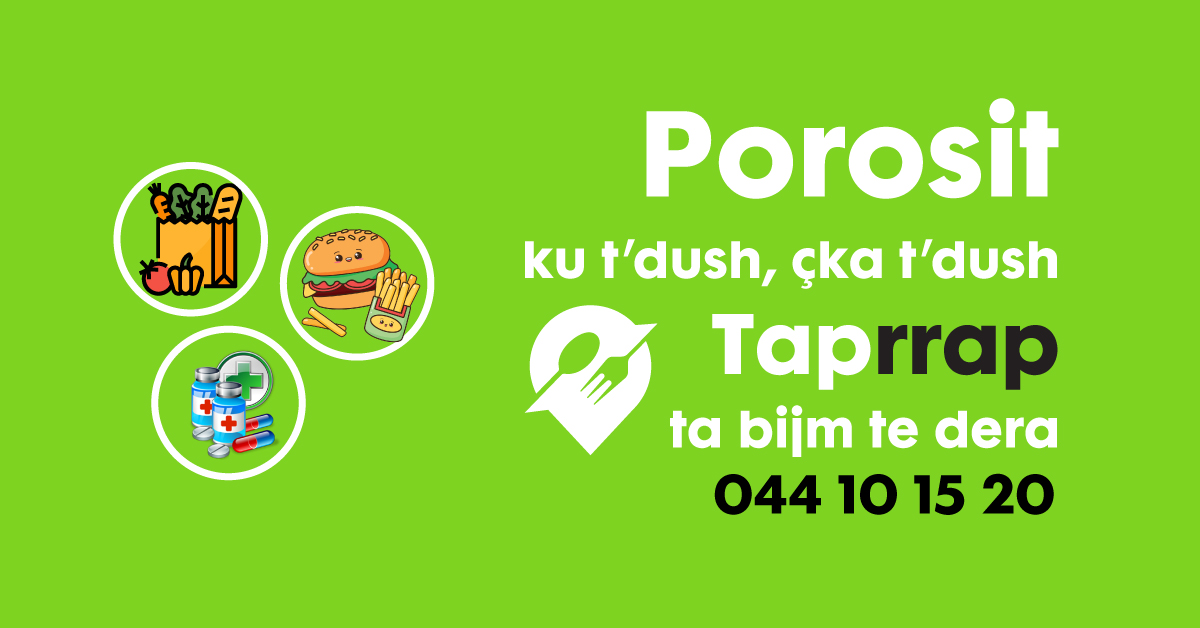 Porosit
ku t'dush, çka t'dush
Taprrap
ta bijm te dera
044 10 15 20